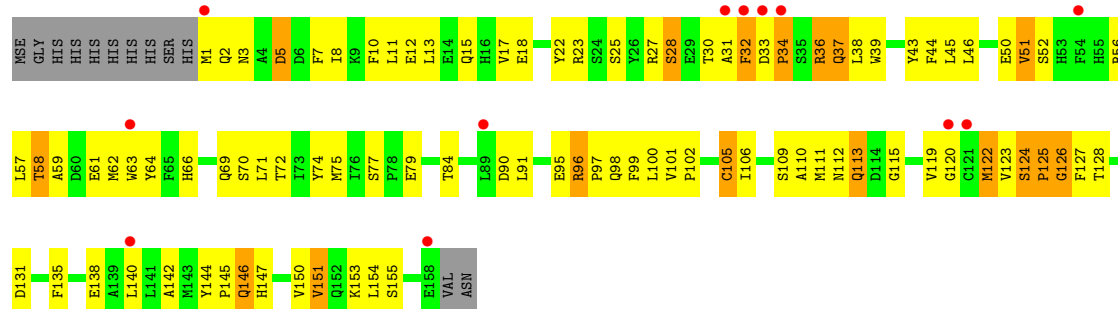 MSE GLY HIS HIS HIS HIS HIS HIS SER HIS M1 Q2 N3 A4 D5 D6 F7 I8 K9 F10 L11 E12 L13 E14 Q15 H16 V17 E18 Y22 R23 S24 S25 Y26 R27 S28 E29 T30 A31 F32 D33 P34 S35 R36 Q37 L38 W39 Y43 F44 L45 L46 E50 V51 S52 H53 F54 H55 R56
L57 T58 A59 D60 E61 M62 W63 Y64 F65 H66 Q69 S70 L71 T72 I73 Y74 M75 I76 S77 P78 E79 T84 L89 D90 L91 E95 R96 P97 Q98 F99 L100 V101 P102 C105 I106 S109 A110 M111 N112 Q113 D114 G115 V119 G120 C121 M122 V123 S124 P125 G126 F127 T128
D131 F135 E138 A139 L140 L141 A142 M143 Y144 P145 Q146 H147 V150 V151 Q152 K153 L154 S155 E158 VAL ASN